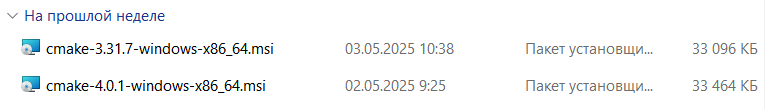 На прошлой неделе
cmake-3.31.7-windows-x86_64.msi 03.05.2025 10:38 Пакет установщи... 33 096 КБ
cmake-4.0.1-windows-x86_64.msi 02.05.2025 9:25 Пакет установщи... 33 464 КБ